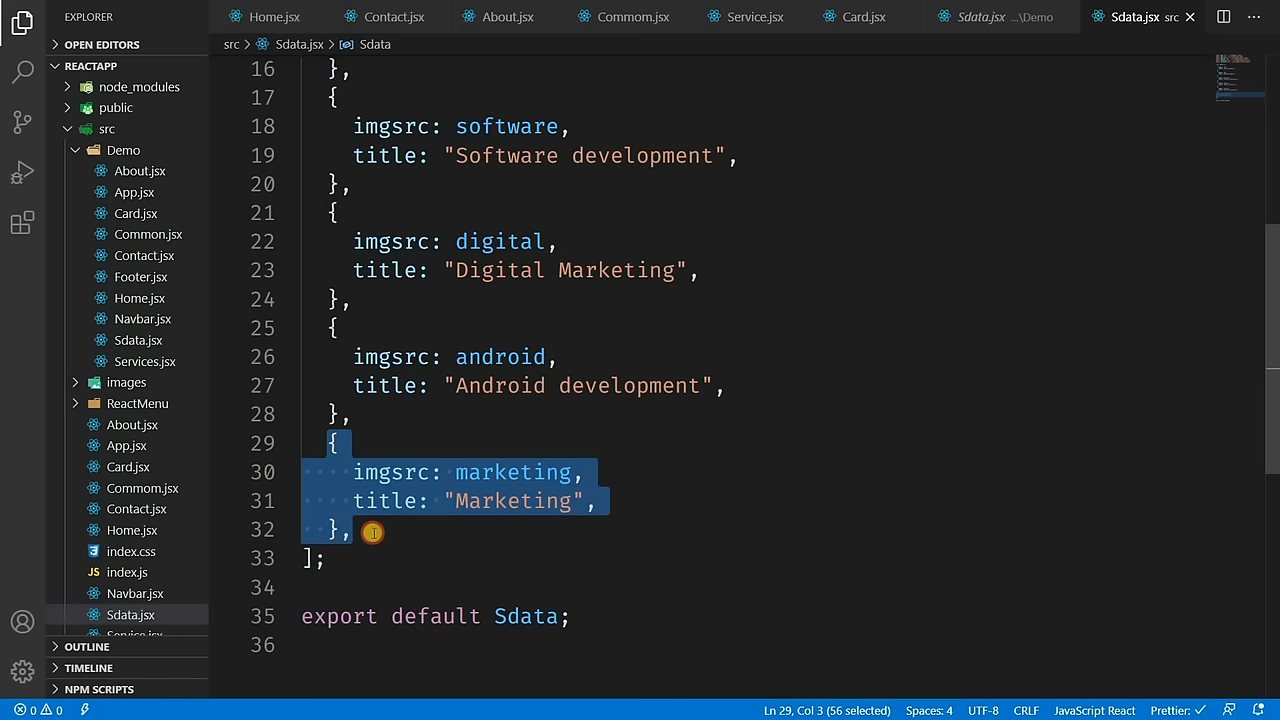 EXPLORER
Home.jsx
Contact.jsx
About.jsx
Commom.jsx
Service.jsx
Card.jsx
Sdata.jsx ...\Demo
Sdata.jsx src
OPEN EDITORS
REACTAPP
node_modules
public
src
Demo
About.jsx
App.jsx
Card.jsx
Common.jsx
Contact.jsx
Footer.jsx
Home.jsx
Navbar.jsx
Sdata.jsx
Services.jsx
images
ReactMenu
About.jsx
App.jsx
Card.jsx
Commom.jsx
Contact.jsx
Home.jsx
index.css
JS index.js
Navbar.jsx
Sdata.jsx
Service.jsx
OUTLINE
TIMELINE
NPM SCRIPTS
src > Sdata.jsx > Sdata
16 },
17 {
18 imgsrc: software,
19 title: "Software development",
20 },
21 {
22 imgsrc: digital,
23 title: "Digital Marketing",
24 },
25 {
26 imgsrc: android,
27 title: "Android development",
28 },
29 {
30 imgsrc: marketing,
31 title: "Marketing",
32 },
33 ];
34
35 export default Sdata;
36
0 0
Ln 29, Col 3 (56 selected)
Spaces: 4
UTF-8
CRLF
JavaScript React
Prettier: ✓